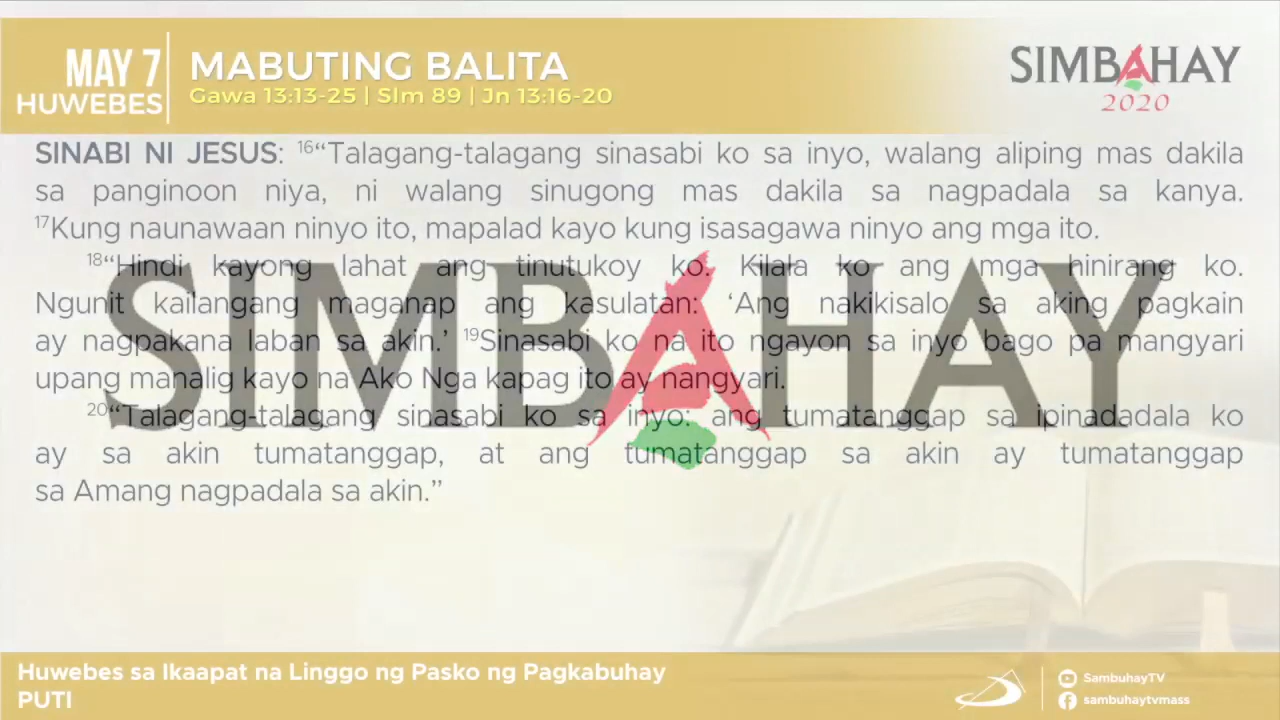 MAY 7
HUWEBES
MABUTING BALITA
Gawa 13:13-25 | Slm 89 | Jn 13:16-20
SIMBAHAY
2020
SINABI NI JESUS: 16“Talagang-talagang sinasabi ko sa inyo, walang aliping mas dakila
sa panginoon niya, ni walang sinugong mas dakila sa nagpadala sa kanya.
17Kung naunawaan ninyo ito, mapalad kayo kung isasagawa ninyo ang mga ito.
18“Hindi kayong lahat ang tinutukoy ko. Kilala ko ang mga hinirang ko.
Ngunit kailangang maganap ang kasulatan: ‘Ang nakikisalo sa aking pagkain
ay nagpakana laban sa akin.’ 19Sinasabi ko na ito ngayon sa inyo bago pa mangyari
upang manalig kayo na Ako Nga kapag ito ay nangyari.
20“Talagang-talagang sinasabi ko sa inyo: ang tumatanggap sa ipinadadala ko
ay sa akin tumatanggap, at ang tumatanggap sa akin ay tumatanggap
sa Amang nagpadala sa akin.”
SIMBAHAY
Huwebes sa Ikaapat na Linggo ng Pasko ng Pagkabuhay
PUTI
SambuhayTV
sambuhaytvmass